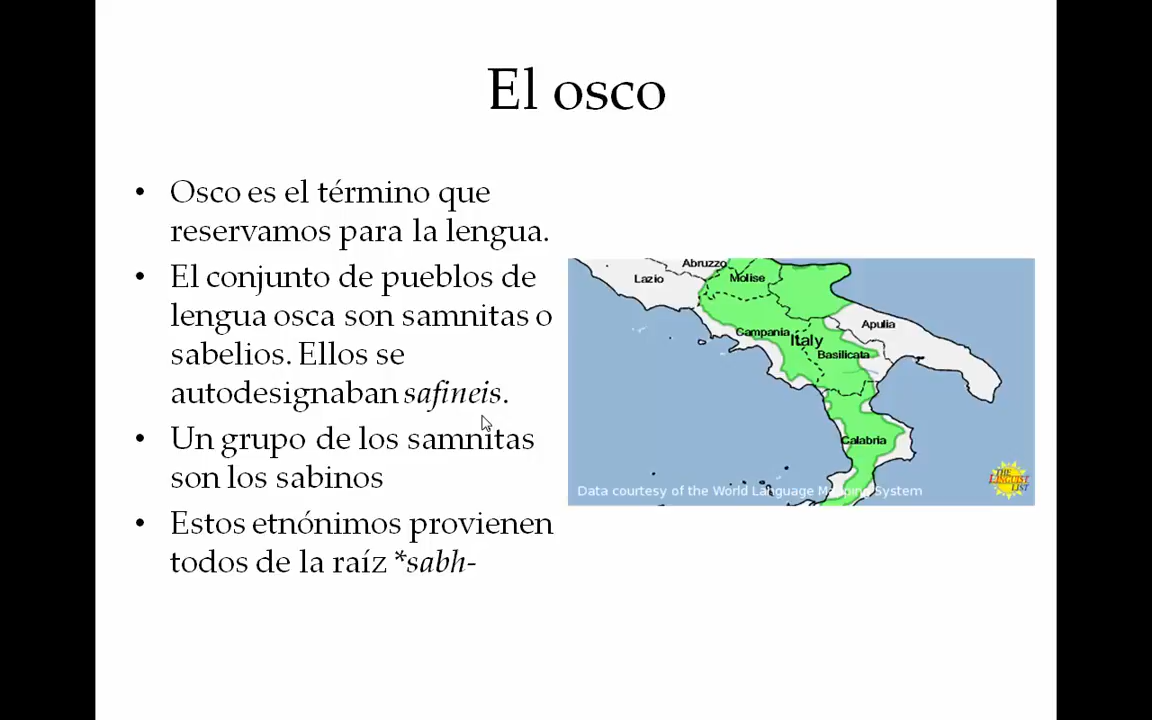 El osco
• Osco es el término que
reservamos para la lengua.
• El conjunto de pueblos de
lengua osca son samnitas o
sabelios. Ellos se
autodesignaban safineis.
• Un grupo de los samnitas
son los sabinos
• Estos etnónimos provienen
todos de la raíz *sabh-
Abruzzo
Lazio
Molise
Apulia
Campania
Italy
Basilicata
Calabria
Data courtesy of the World Language Mapping System
THE
LINGUIST
LIST